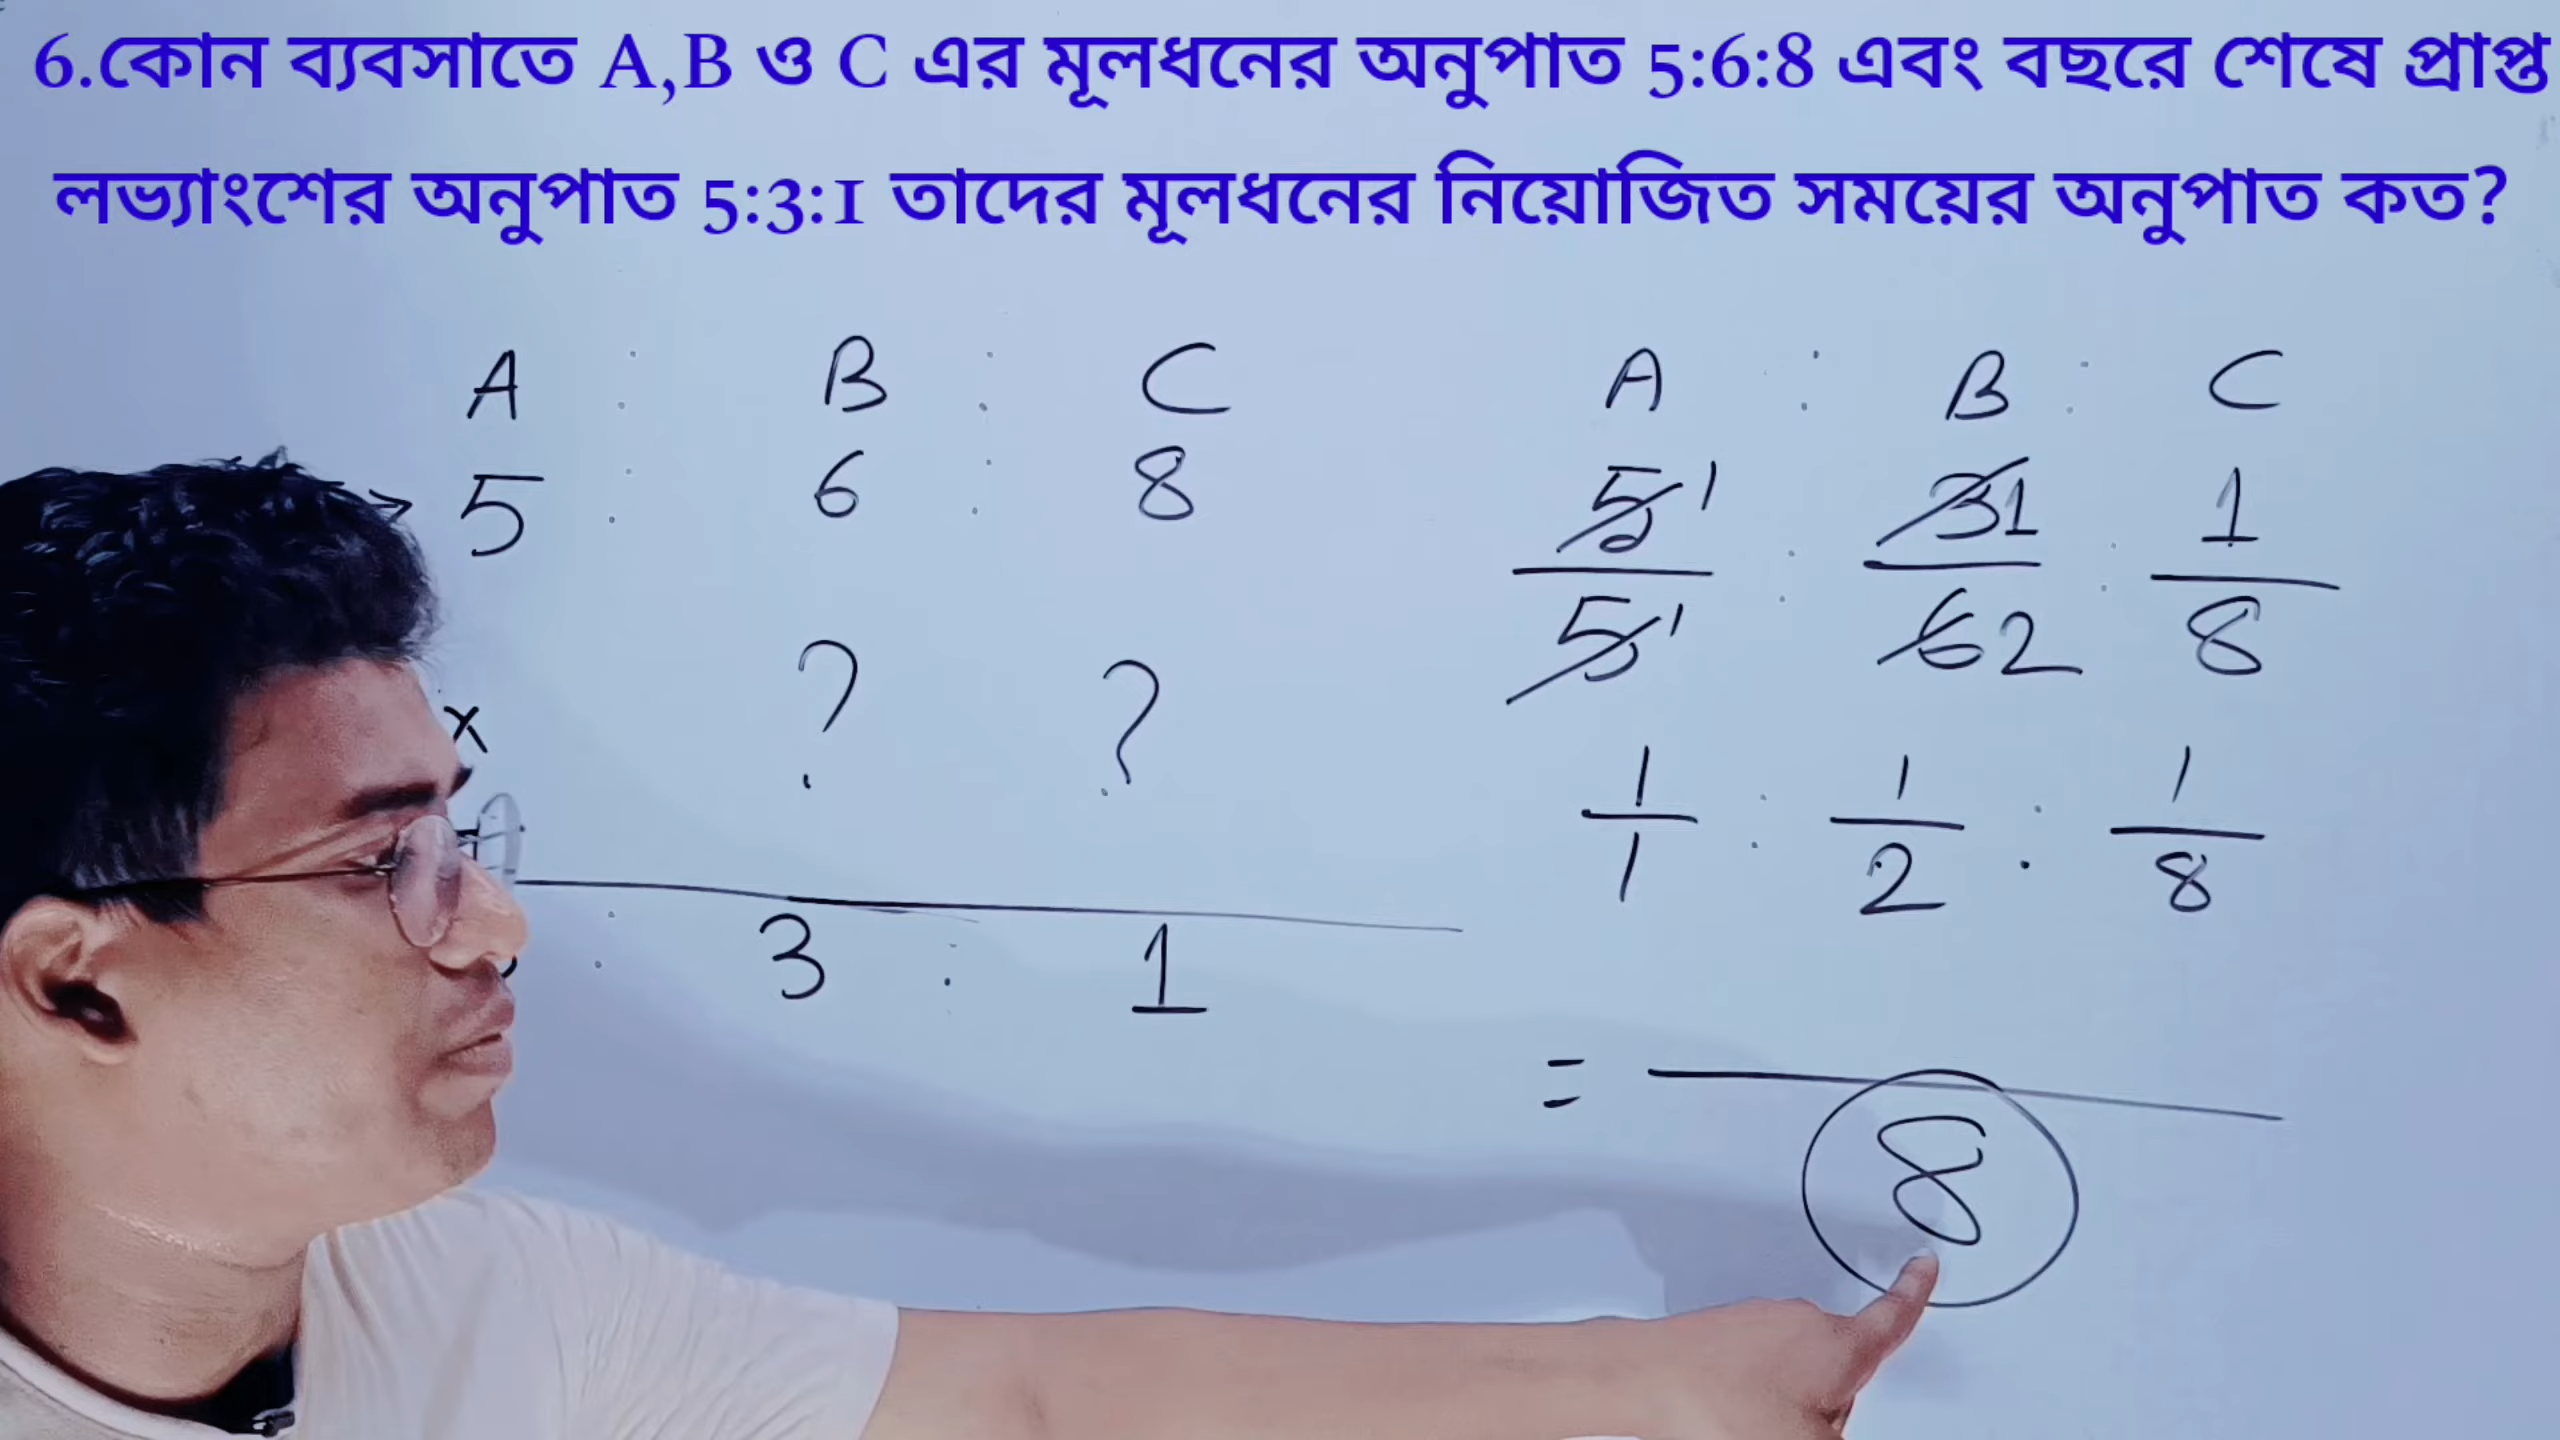 6.কোন ব্যবসাতে A,B ও C এর মূলধনের অনুপাত 5:6:8 এবং বছরে শেষে প্রাপ্ত
লভ্যাংশের অনুপাত 5:3:1 তাদের মূলধনের নিয়োজিত সময়ের অনুপাত কত?
A : B : C
→ 5 : 6 : 8
x ? ?
: 3 : 1
A : B : C
5 1 : 3 1 : 1
5 1 6 2 8
1 : 1 : 1
1 2 8
=
8